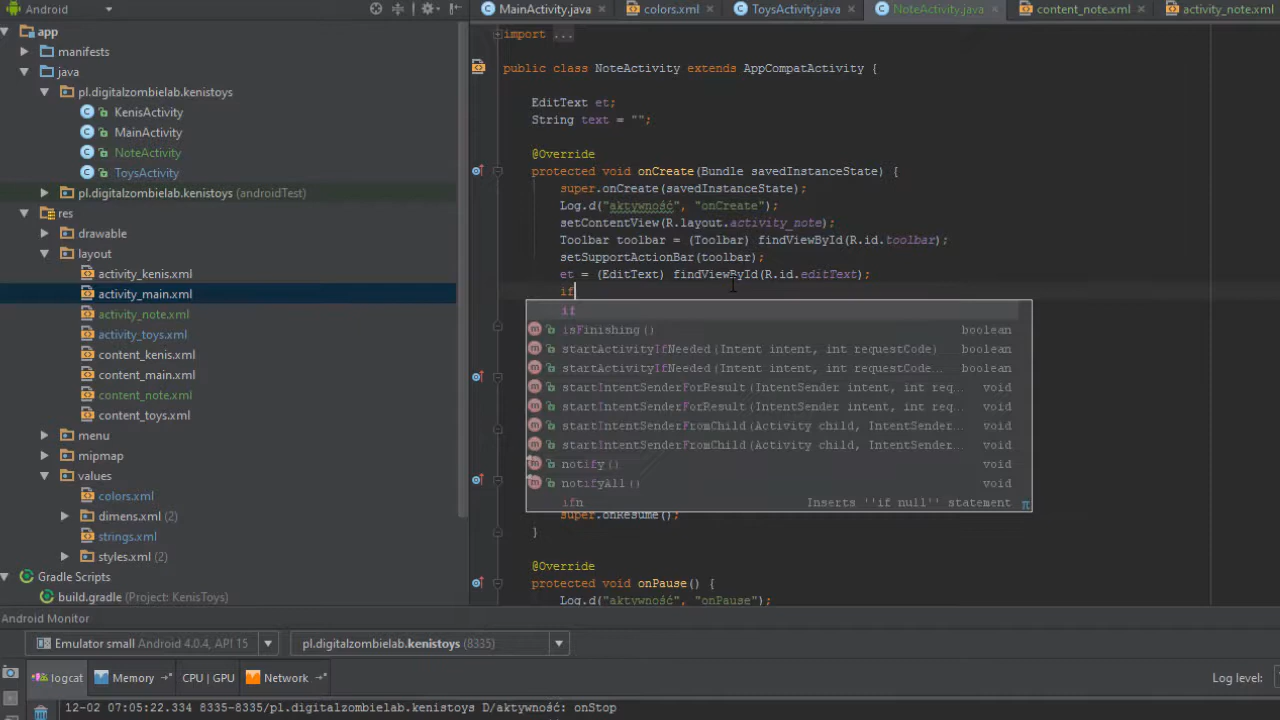 Android
MainActivity.java
colors.xml
ToysActivity.java
NoteActivity.java
content_note.xml
activity_note.xml
app
manifests
java
pl.digitalzombielab.kenistoys
KenisActivity
MainActivity
NoteActivity
ToysActivity
pl.digitalzombielab.kenistoys (androidTest)
res
drawable
layout
activity_kenis.xml
activity_main.xml
activity_note.xml
activity_toys.xml
content_kenis.xml
content_main.xml
content_note.xml
content_toys.xml
menu
mipmap
values
colors.xml
dimens.xml (2)
strings.xml
styles.xml (2)
Gradle Scripts
build.gradle (Project: KenisToys)
import ...
public class NoteActivity extends AppCompatActivity {
EditText et;
String text = "";
@Override
protected void onCreate(Bundle savedInstanceState) {
super.onCreate(savedInstanceState);
Log.d("aktywność", "onCreate");
setContentView(R.layout.activity_note);
Toolbar toolbar = (Toolbar) findViewById(R.id.toolbar);
setSupportActionBar(toolbar);
et = (EditText) findViewById(R.id.editText);
if
if
isFinishing() boolean
startActivityIfNeeded(Intent intent, int requestCode) boolean
startActivityIfNeeded(Intent intent, int requestCode... boolean
startIntentSenderForResult(IntentSender intent, int req... void
startIntentSenderForResult(IntentSender intent, int req... void
startIntentSenderFromChild(Activity child, IntentSender... void
startIntentSenderFromChild(Activity child, IntentSender... void
notify() void
notifyAll() void
ifn Inserts ''if null'' statement π
super.onResume();
}
@Override
protected void onPause() {
Log.d("aktywność", "onPause");
Android Monitor
Emulator small Android 4.0.4, API 15
pl.digitalzombielab.kenistoys (8335)
logcat
Memory
CPU | GPU
Network
Log level:
12-02 07:05:22.334 8335-8335/pl.digitalzombielab.kenistoys D/aktywność: onStop